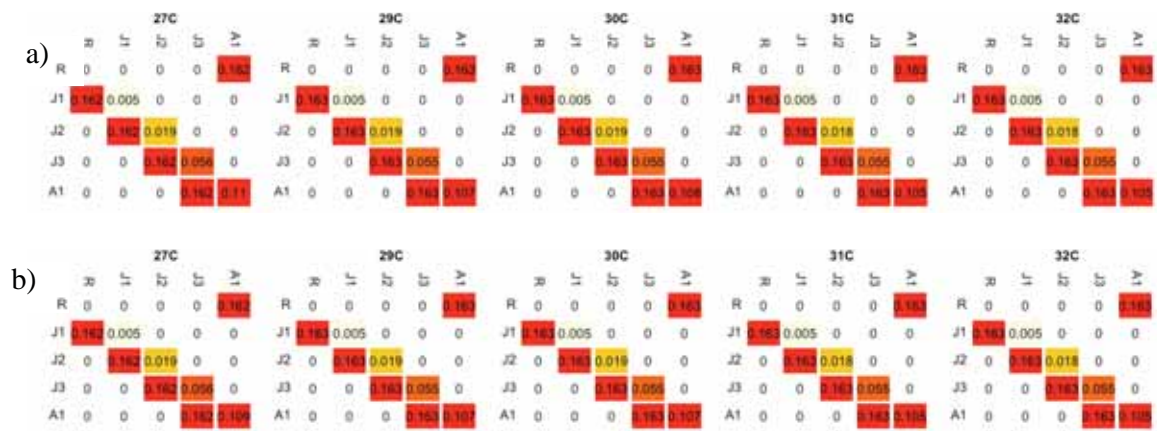 27C 29C 30C 31C 32C
a)
R J1 J2 J3 A1 R J1 J2 J3 A1 R J1 J2 J3 A1 R J1 J2 J3 A1 R J1 J2 J3 A1
R 0 0 0 0 0.162 R 0 0 0 0 0.163 R 0 0 0 0 0.163 R 0 0 0 0 0.163 R 0 0 0 0 0.163
J1 0.162 0.005 0 0 0 J1 0.163 0.005 0 0 0 J1 0.163 0.005 0 0 0 J1 0.163 0.005 0 0 0 J1 0.163 0.005 0 0 0
J2 0 0.162 0.019 0 0 J2 0 0.163 0.019 0 0 J2 0 0.163 0.019 0 0 J2 0 0.163 0.018 0 0 J2 0 0.163 0.018 0 0
J3 0 0 0.162 0.056 0 J3 0 0 0.163 0.055 0 J3 0 0 0.163 0.055 0 J3 0 0 0.163 0.055 0 J3 0 0 0.163 0.055 0
A1 0 0 0 0.162 0.11 A1 0 0 0 0.163 0.107 A1 0 0 0 0.163 0.106 A1 0 0 0 0.163 0.105 A1 0 0 0 0.163 0.105
27C 29C 30C 31C 32C
b)
R J1 J2 J3 A1 R J1 J2 J3 A1 R J1 J2 J3 A1 R J1 J2 J3 A1 R J1 J2 J3 A1
R 0 0 0 0 0.162 R 0 0 0 0 0.163 R 0 0 0 0 0.163 R 0 0 0 0 0.163 R 0 0 0 0 0.163
J1 0.162 0.005 0 0 0 J1 0.163 0.005 0 0 0 J1 0.163 0.005 0 0 0 J1 0.163 0.005 0 0 0 J1 0.163 0.005 0 0 0
J2 0 0.162 0.019 0 0 J2 0 0.163 0.019 0 0 J2 0 0.163 0.019 0 0 J2 0 0.163 0.018 0 0 J2 0 0.163 0.018 0 0
J3 0 0 0.162 0.056 0 J3 0 0 0.163 0.055 0 J3 0 0 0.163 0.055 0 J3 0 0 0.163 0.055 0 J3 0 0 0.163 0.055 0
A1 0 0 0 0.162 0.109 A1 0 0 0 0.163 0.107 A1 0 0 0 0.163 0.107 A1 0 0 0 0.163 0.105 A1 0 0 0 0.163 0.105